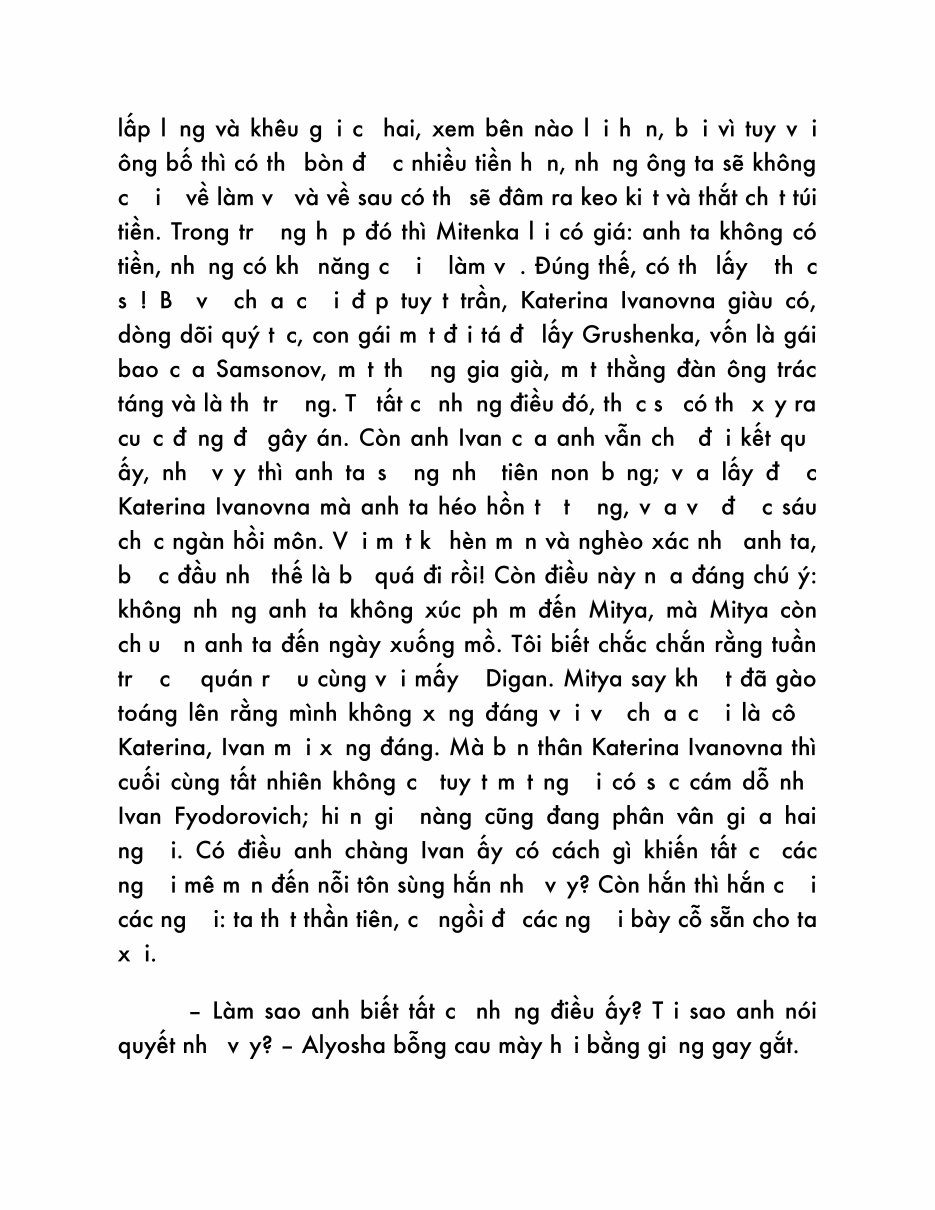 lấp l ng và khêu g i c hai, xem bên nào l i h n, b i vì tuy v i
ông bố thì có th bòn đ c nhiều tiền h n, nh ng ông ta sẽ không
c i về làm v và về sau có th sẽ đâm ra keo ki t và thắt ch t túi
tiền. Trong tr ng h p đó thì Mitenka l i có giá: anh ta không có
tiền, nh ng có kh năng c i làm v . Đúng thế, có th lấy th c
s ! B v ch a c i đ p tuy t trần, Katerina Ivanovna giàu có,
dòng dõi quý t c, con gái m t đ i tá đ lấy Grushenka, vốn là gái
bao c a Samsonov, m t th ng gia già, m t thằng đàn ông trác
táng và là th tr ng. T tất c nh ng điều đó, th c s có th x y ra
cu c đ ng đ gây án. Còn anh Ivan c a anh vẫn ch đ i kết qu
ấy, nh v y thì anh ta s ng nh tiên non b ng; v a lấy đ c
Katerina Ivanovna mà anh ta héo hồn t t ng, v a v đ c sáu
ch c ngàn hồi môn. V i m t k hèn m n và nghèo xác nh anh ta,
b c đầu nh thế là b quá đi rồi! Còn điều này n a đáng chú ý:
không nh ng anh ta không xúc ph m đến Mitya, mà Mitya còn
ch u n anh ta đến ngày xuống mồ. Tôi biết chắc chắn rằng tuần
tr c quán r u cùng v i mấy Digan. Mitya say kh t đã gào
toáng lên rằng mình không x ng đáng v i v ch a c i là cô
Katerina, Ivan m i x ng đáng. Mà b n thân Katerina Ivanovna thì
cuối cùng tất nhiên không c tuy t m t ng i có s c cám dỗ nh
Ivan Fyodorovich; hi n gi nàng cũng đang phân vân gi a hai
ng i. Có điều anh chàng Ivan ấy có cách gì khiến tất c các
ng i mê m n đến nỗi tôn sùng hắn nh v y? Còn hắn thì hắn c i
các ng i: ta th t thần tiên, c ngồi đ các ng i bày cỗ sẵn cho ta
x i.
– Làm sao anh biết tất c nh ng điều ấy? T i sao anh nói
quyết nh v y? – Alyosha bỗng cau mày h i bằng gi ng gay gắt.